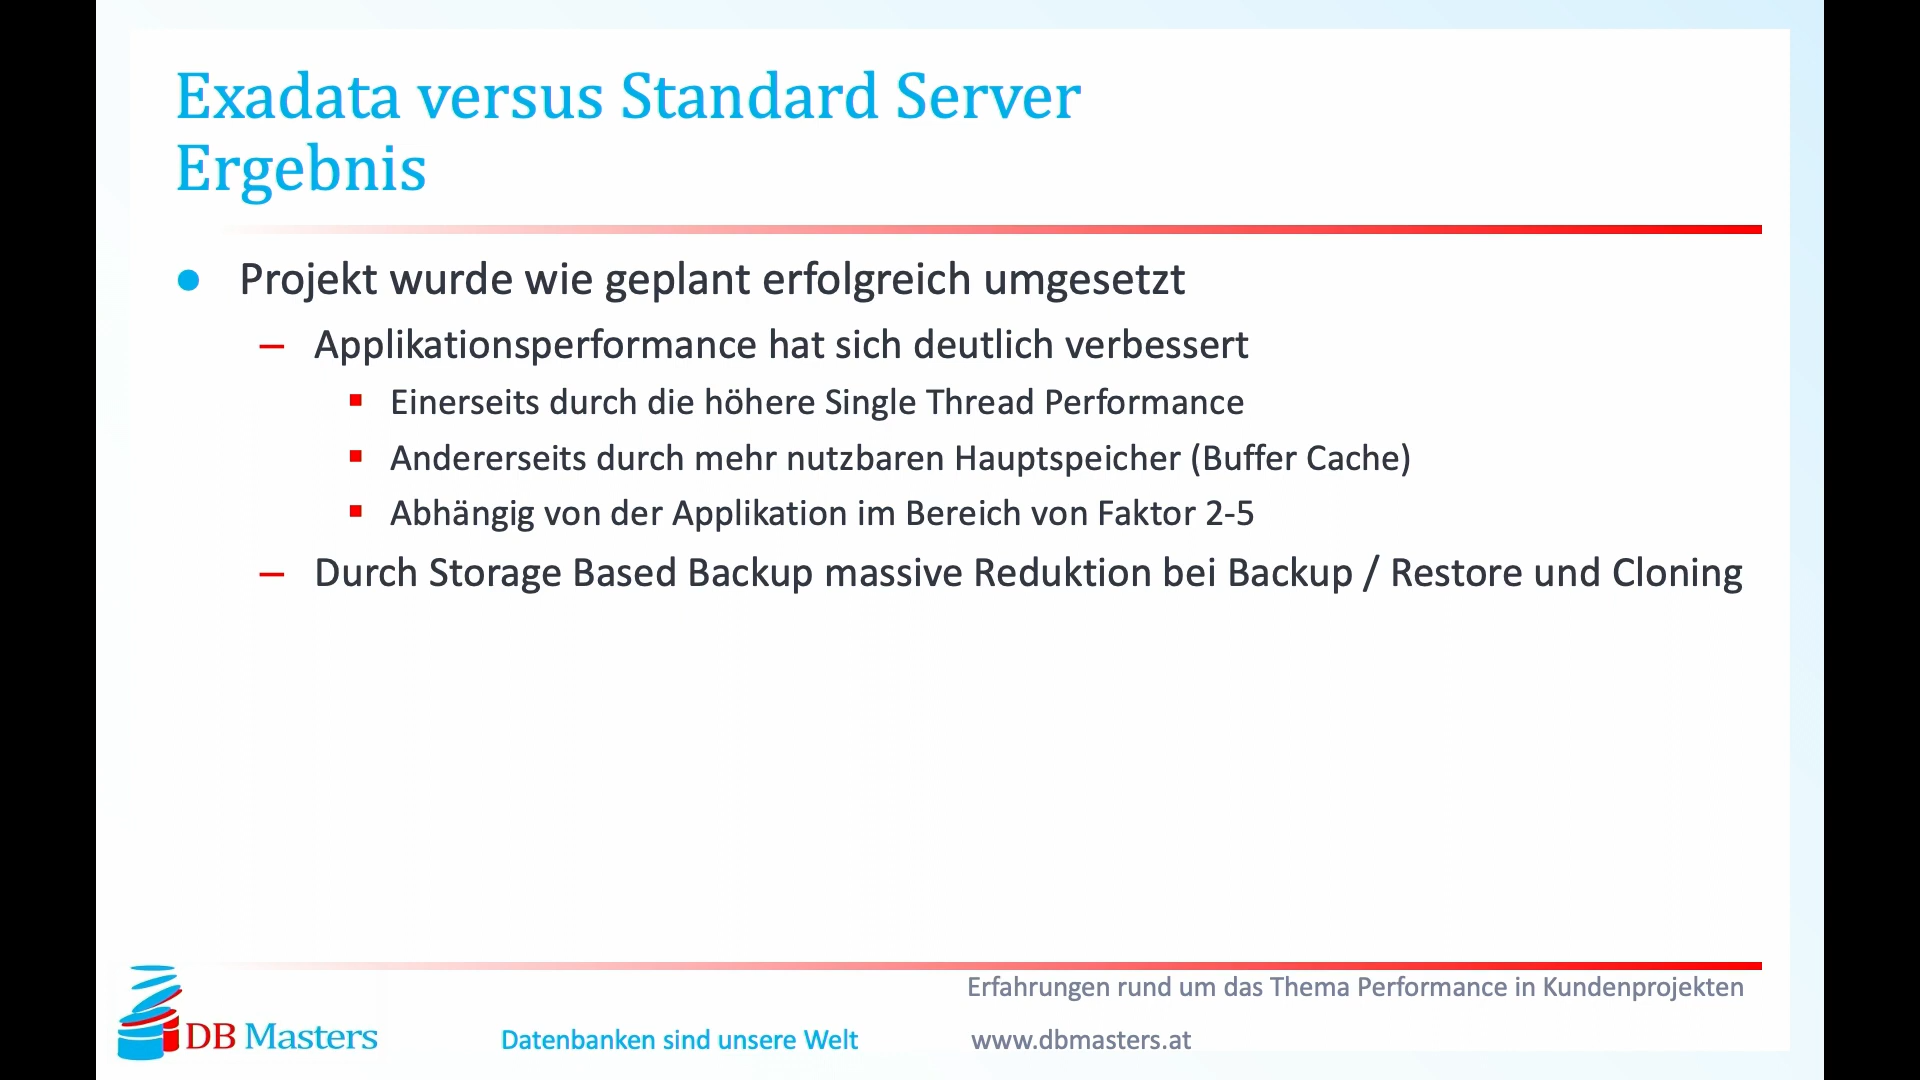 Exadata versus Standard Server
Ergebnis
● Projekt wurde wie geplant erfolgreich umgesetzt
– Applikationsperformance hat sich deutlich verbessert
▪ Einerseits durch die höhere Single Thread Performance
▪ Andererseits durch mehr nutzbaren Hauptspeicher (Buffer Cache)
▪ Abhängig von der Applikation im Bereich von Faktor 2-5
– Durch Storage Based Backup massive Reduktion bei Backup / Restore und Cloning
Erfahrungen rund um das Thema Performance in Kundenprojekten
DB Masters
Datenbanken sind unsere Welt
www.dbmasters.at